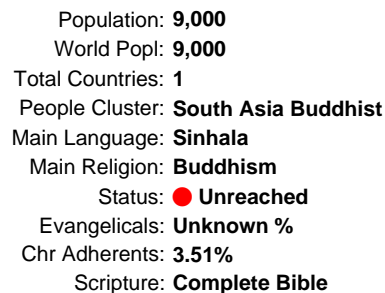 Population: 9,000
World Popl: 9,000
Total Countries: 1
People Cluster: South Asia Buddhist
Main Language: Sinhala
Main Religion: Buddhism
Status: Unreached
Evangelicals: Unknown %
Chr Adherents: 3.51%
Scripture: Complete Bible